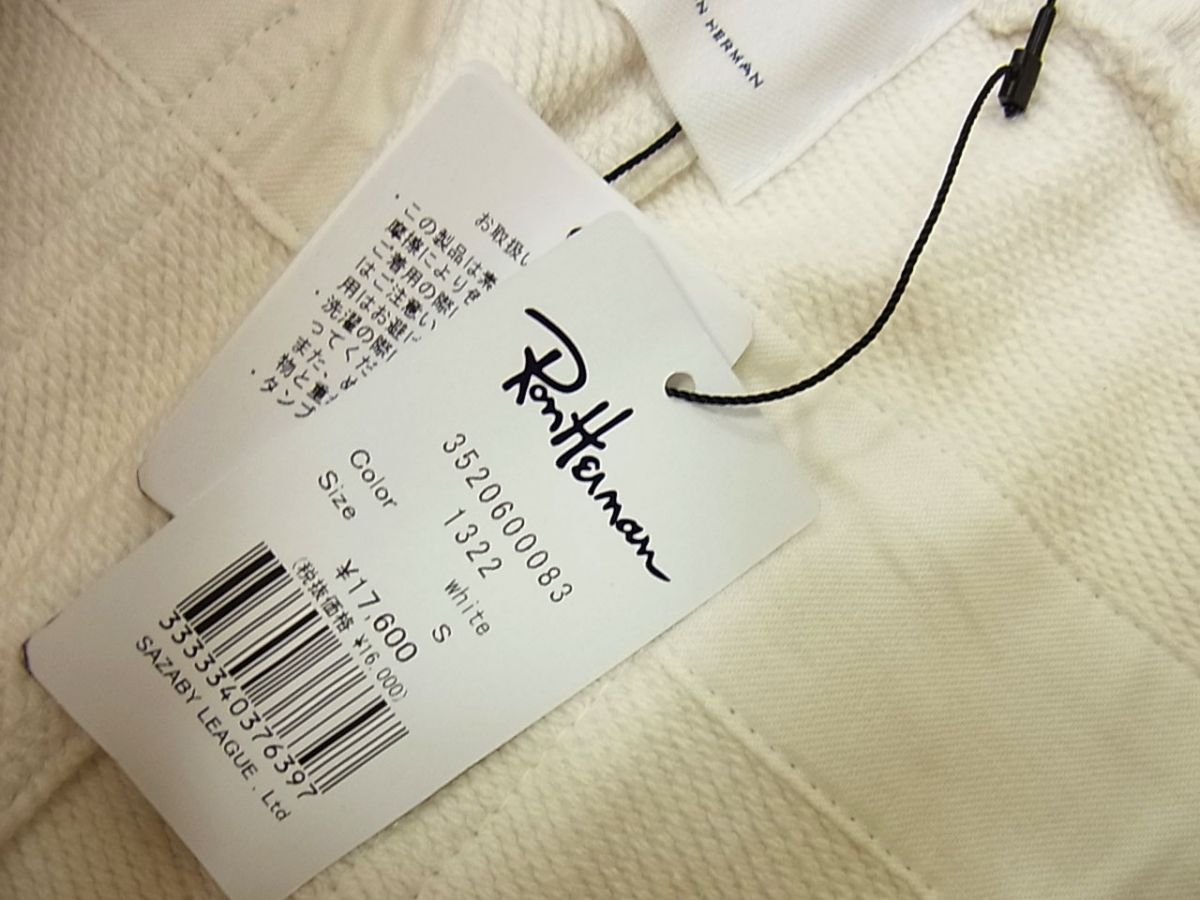 N HERMAN
お取扱い
・この製品は素
摩擦により色
ご着用の際
はご注意い
用はお避け
・洗濯の際
ってくだ
また、め
物と重
・タンブ
Ron Herman
3520600083
1322
Color white
Size S
¥17,600
(税抜価格 ¥16,000)
3333340376397
SAZABY LEAGUE . Ltd